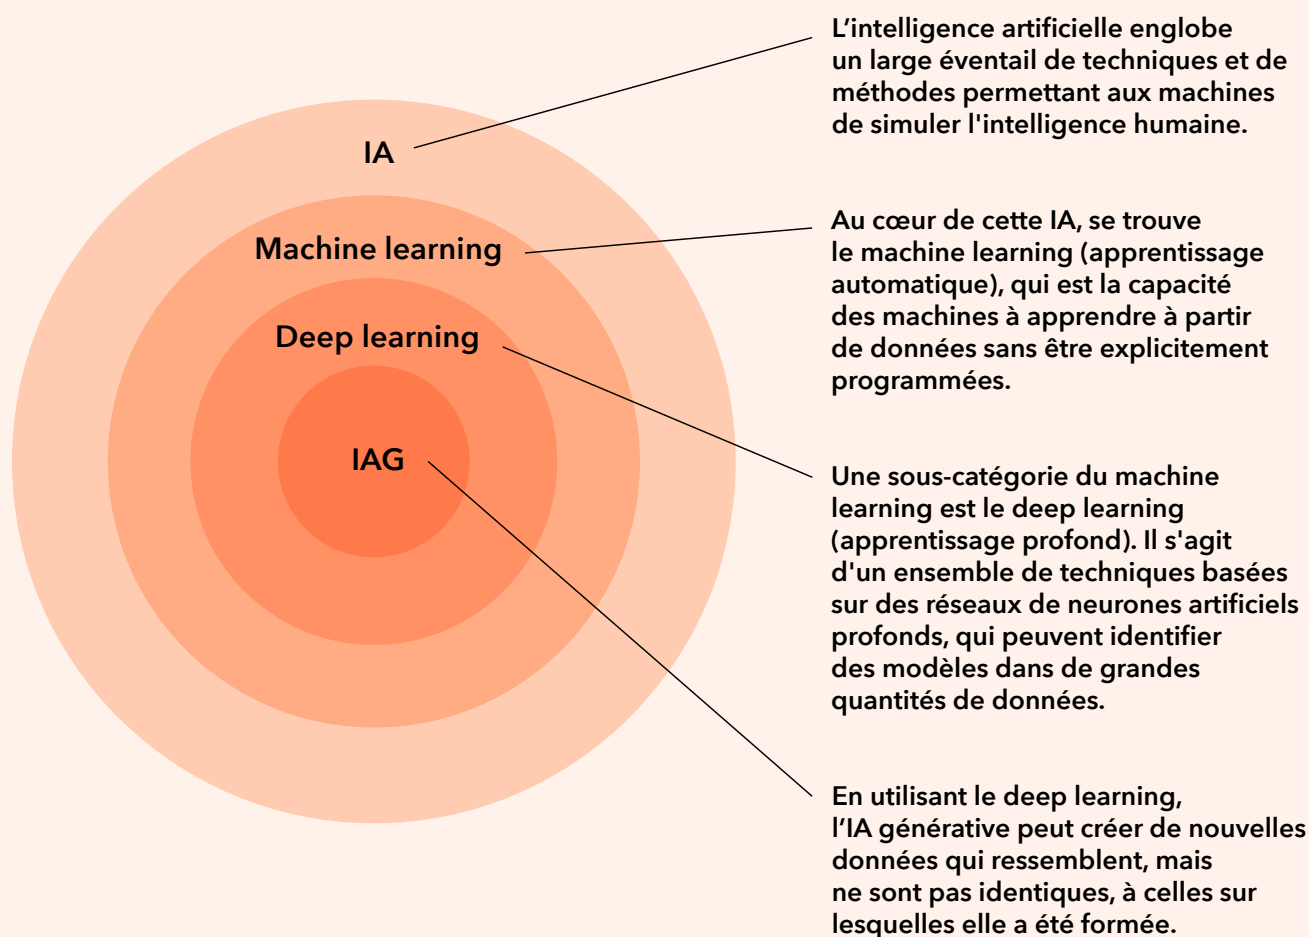 L’intelligence artificielle englobe
un large éventail de techniques et de
méthodes permettant aux machines
de simuler l'intelligence humaine.
IA
Au cœur de cette IA, se trouve
le machine learning (apprentissage
automatique), qui est la capacité
des machines à apprendre à partir
de données sans être explicitement
programmées.
Machine learning
Deep learning
IAG
Une sous-catégorie du machine
learning est le deep learning
(apprentissage profond). Il s'agit
d'un ensemble de techniques basées
sur des réseaux de neurones artificiels
profonds, qui peuvent identifier
des modèles dans de grandes
quantités de données.
En utilisant le deep learning,
l’IA générative peut créer de nouvelles
données qui ressemblent, mais
ne sont pas identiques, à celles sur
lesquelles elle a été formée.